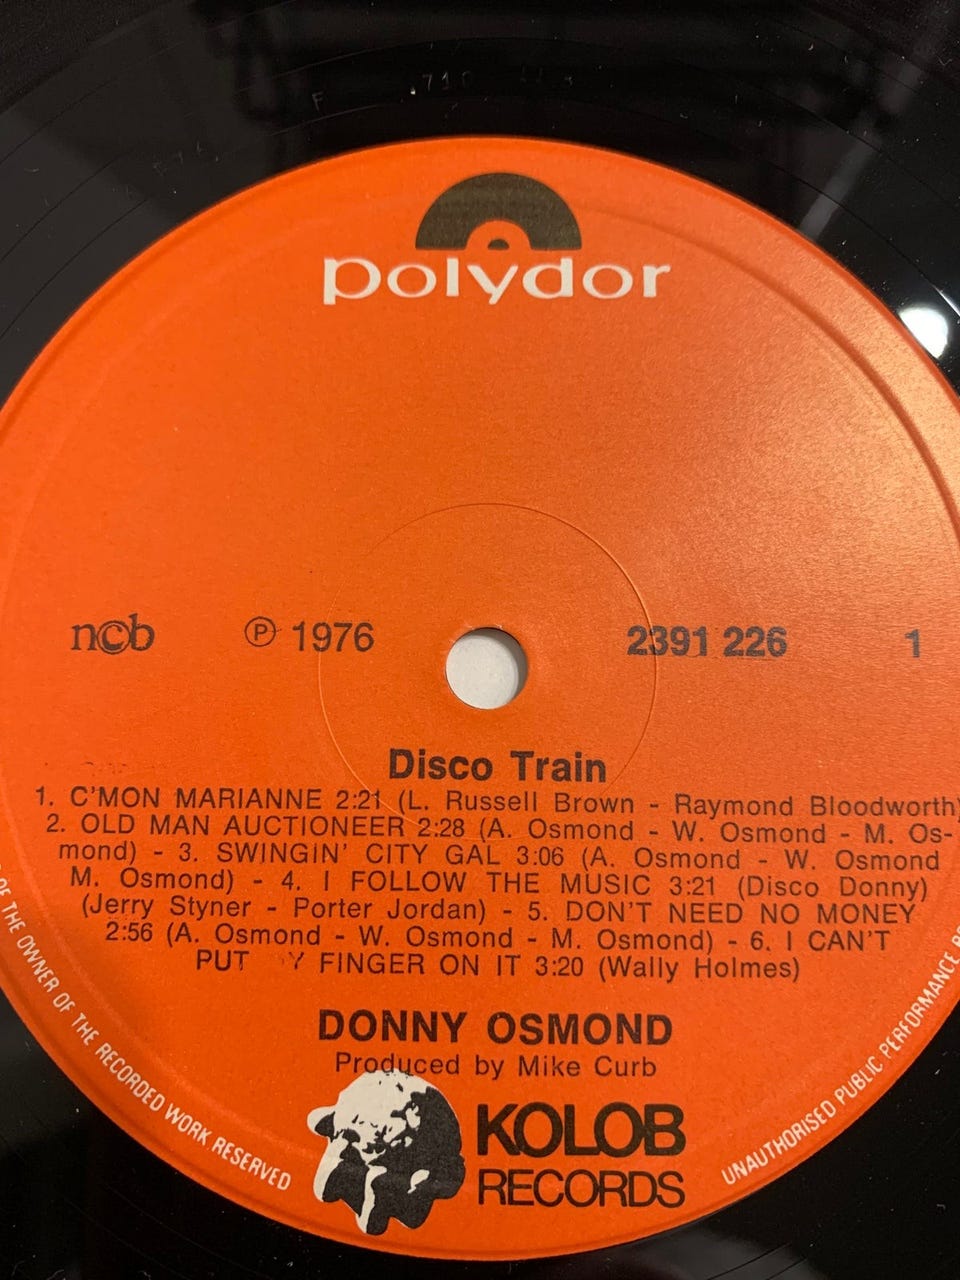 polydor
ncb ℗ 1976 2391 226 1
Disco Train
1. C'MON MARIANNE 2:21 (L. Russell Brown - Raymond Bloodworth)
2. OLD MAN AUCTIONEER 2:28 (A. Osmond - W. Osmond - M. Os-
mond) - 3. SWINGIN' CITY GAL 3:06 (A. Osmond - W. Osmond
M. Osmond) - 4. I FOLLOW THE MUSIC 3:21 (Disco Donny)
(Jerry Styner - Porter Jordan) - 5. DON'T NEED NO MONEY
2:56 (A. Osmond - W. Osmond - M. Osmond) - 6. I CAN'T
PUT Y FINGER ON IT 3:20 (Wally Holmes)
DONNY OSMOND
Produced by Mike Curb
KOLOB
RECORDS
OF THE OWNER OF THE RECORDED WORK RESERVED
UNAUTHORISED PUBLIC PERFORMANCE